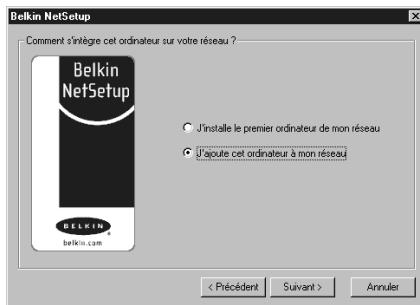 Belkin NetSetup
Comment s'intègre cet ordinateur sur votre réseau ?
Belkin
NetSetup
BELKIN
belkin.com
J'installe le premier ordinateur de mon réseau
J'ajoute cet ordinateur à mon réseau
< Précédent
Suivant >
Annuler